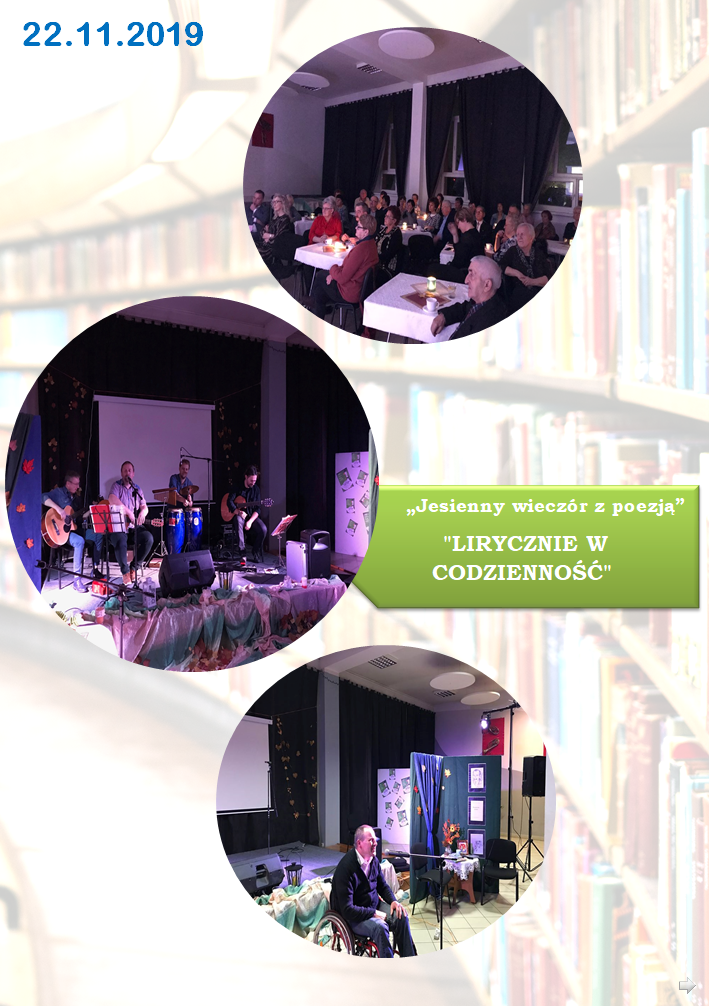 22.11.2019
„Jesienny wieczór z poezją”
"LIRYCZNIE W
CODZIENNOŚĆ"